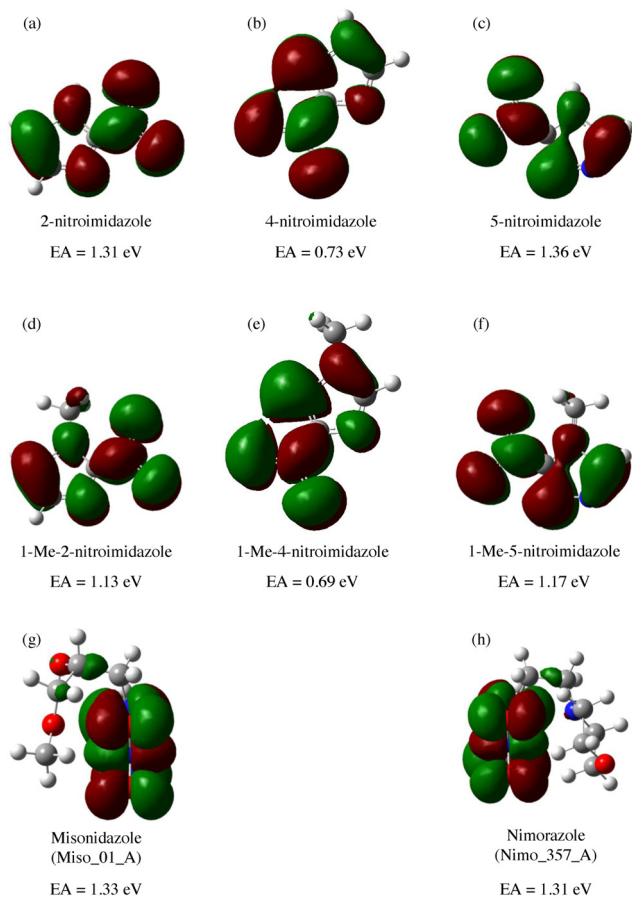 (a)
(b)
(c)
2-nitroimidazole
4-nitroimidazole
5-nitroimidazole
EA = 1.31 eV
EA = 0.73 eV
EA = 1.36 eV
(d)
(e)
(f)
1-Me-2-nitroimidazole
1-Me-4-nitroimidazole
1-Me-5-nitroimidazole
EA = 1.13 eV
EA = 0.69 eV
EA = 1.17 eV
(g)
(h)
Misonidazole
(Miso_01_A)
Nimorazole
(Nimo_357_A)
EA = 1.33 eV
EA = 1.31 eV